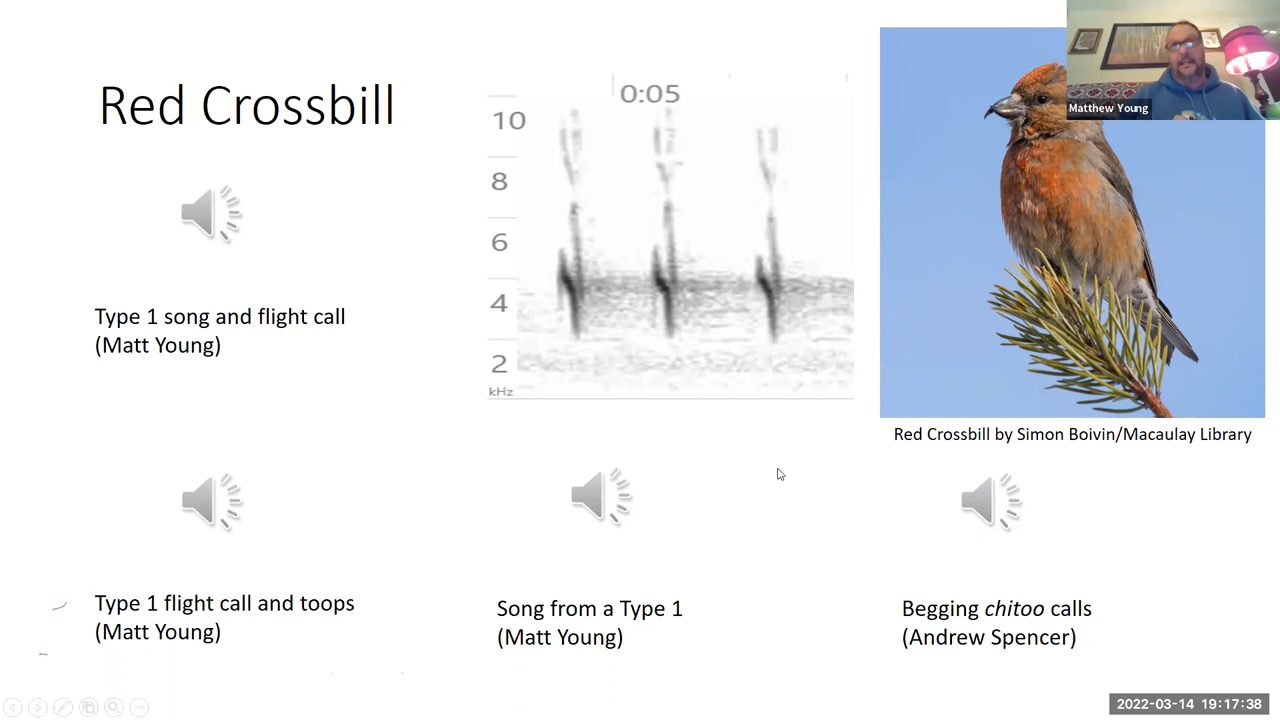 Red Crossbill
0:05
10
8
6
4
2
kHz
Matthew Young
Type 1 song and flight call
(Matt Young)
Red Crossbill by Simon Boivin/Macaulay Library
Type 1 flight call and toops
(Matt Young)
Song from a Type 1
(Matt Young)
Begging chitoo calls
(Andrew Spencer)
2022-03-14 19:17:38